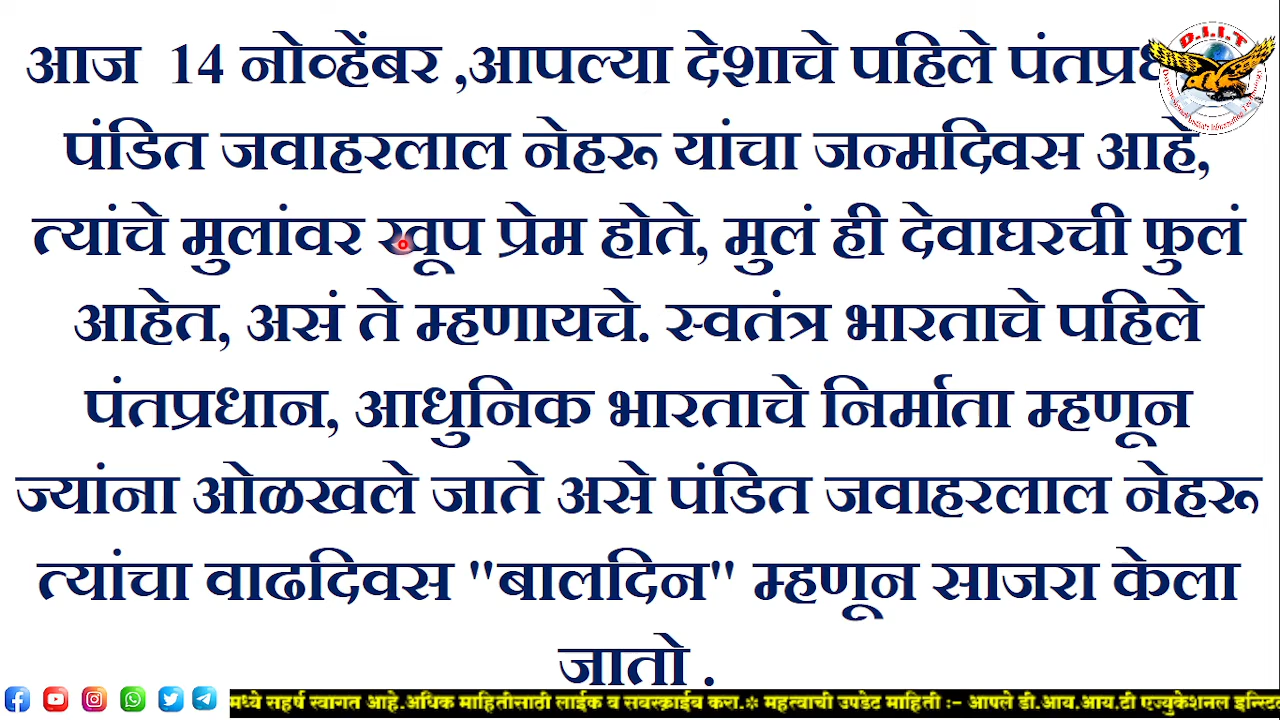 आज 14 नोव्हेंबर ,आपल्या देशाचे पहिले
पंडित जवाहरलाल नेहरू यांचा जन्मदिवस आहे,
त्यांचे मुलांवर खूप प्रेम होते, मुलं ही देवाघरची फुलं
आहेत, असं ते म्हणायचे. स्वतंत्र भारताचे पहिले
पंतप्रधान, आधुनिक भारताचे निर्माता म्हणून
ज्यांना ओळखले जाते असे पंडित जवाहरलाल नेहरू
त्यांचा वाढदिवस "बालदिन" म्हणून साजरा केला
जातो .
D.I.I.T
मध्ये सहर्ष स्वागत आहे.अधिक माहितीसाठी लाईक व सबस्क्राईब करा.※ महत्वाची उपडेट माहिती :- आपले डी.आय.आय.टी एज्युकेशनल